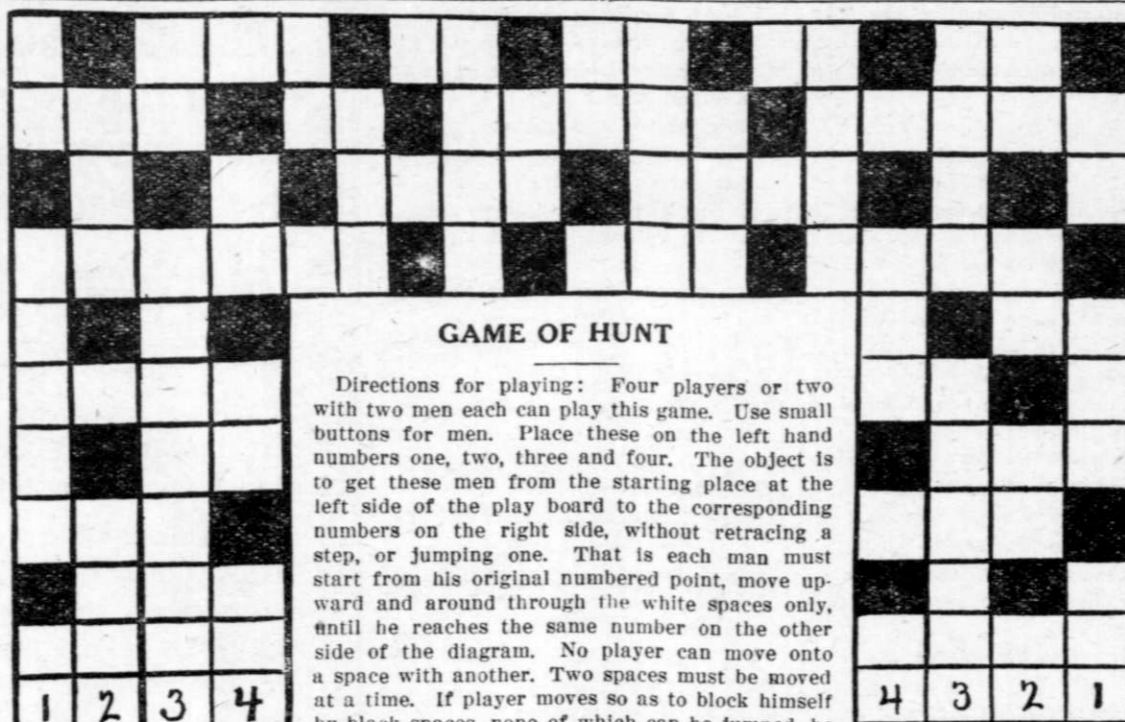 GAME OF HUNT
Directions for playing: Four players or two
with two men each can play this game. Use small
buttons for men. Place these on the left hand
numbers one, two, three and four. The object is
to get these men from the starting place at the
left side of the play board to the corresponding
numbers on the right side, without retracing a
step, or jumping one. That is each man must
start from his original numbered point, move up-
ward and around through the white spaces only,
until he reaches the same number on the other
side of the diagram. No player can move onto
a space with another. Two spaces must be moved
at a time. If player moves so as to block himself
1 2 3 4 4 3 2 1